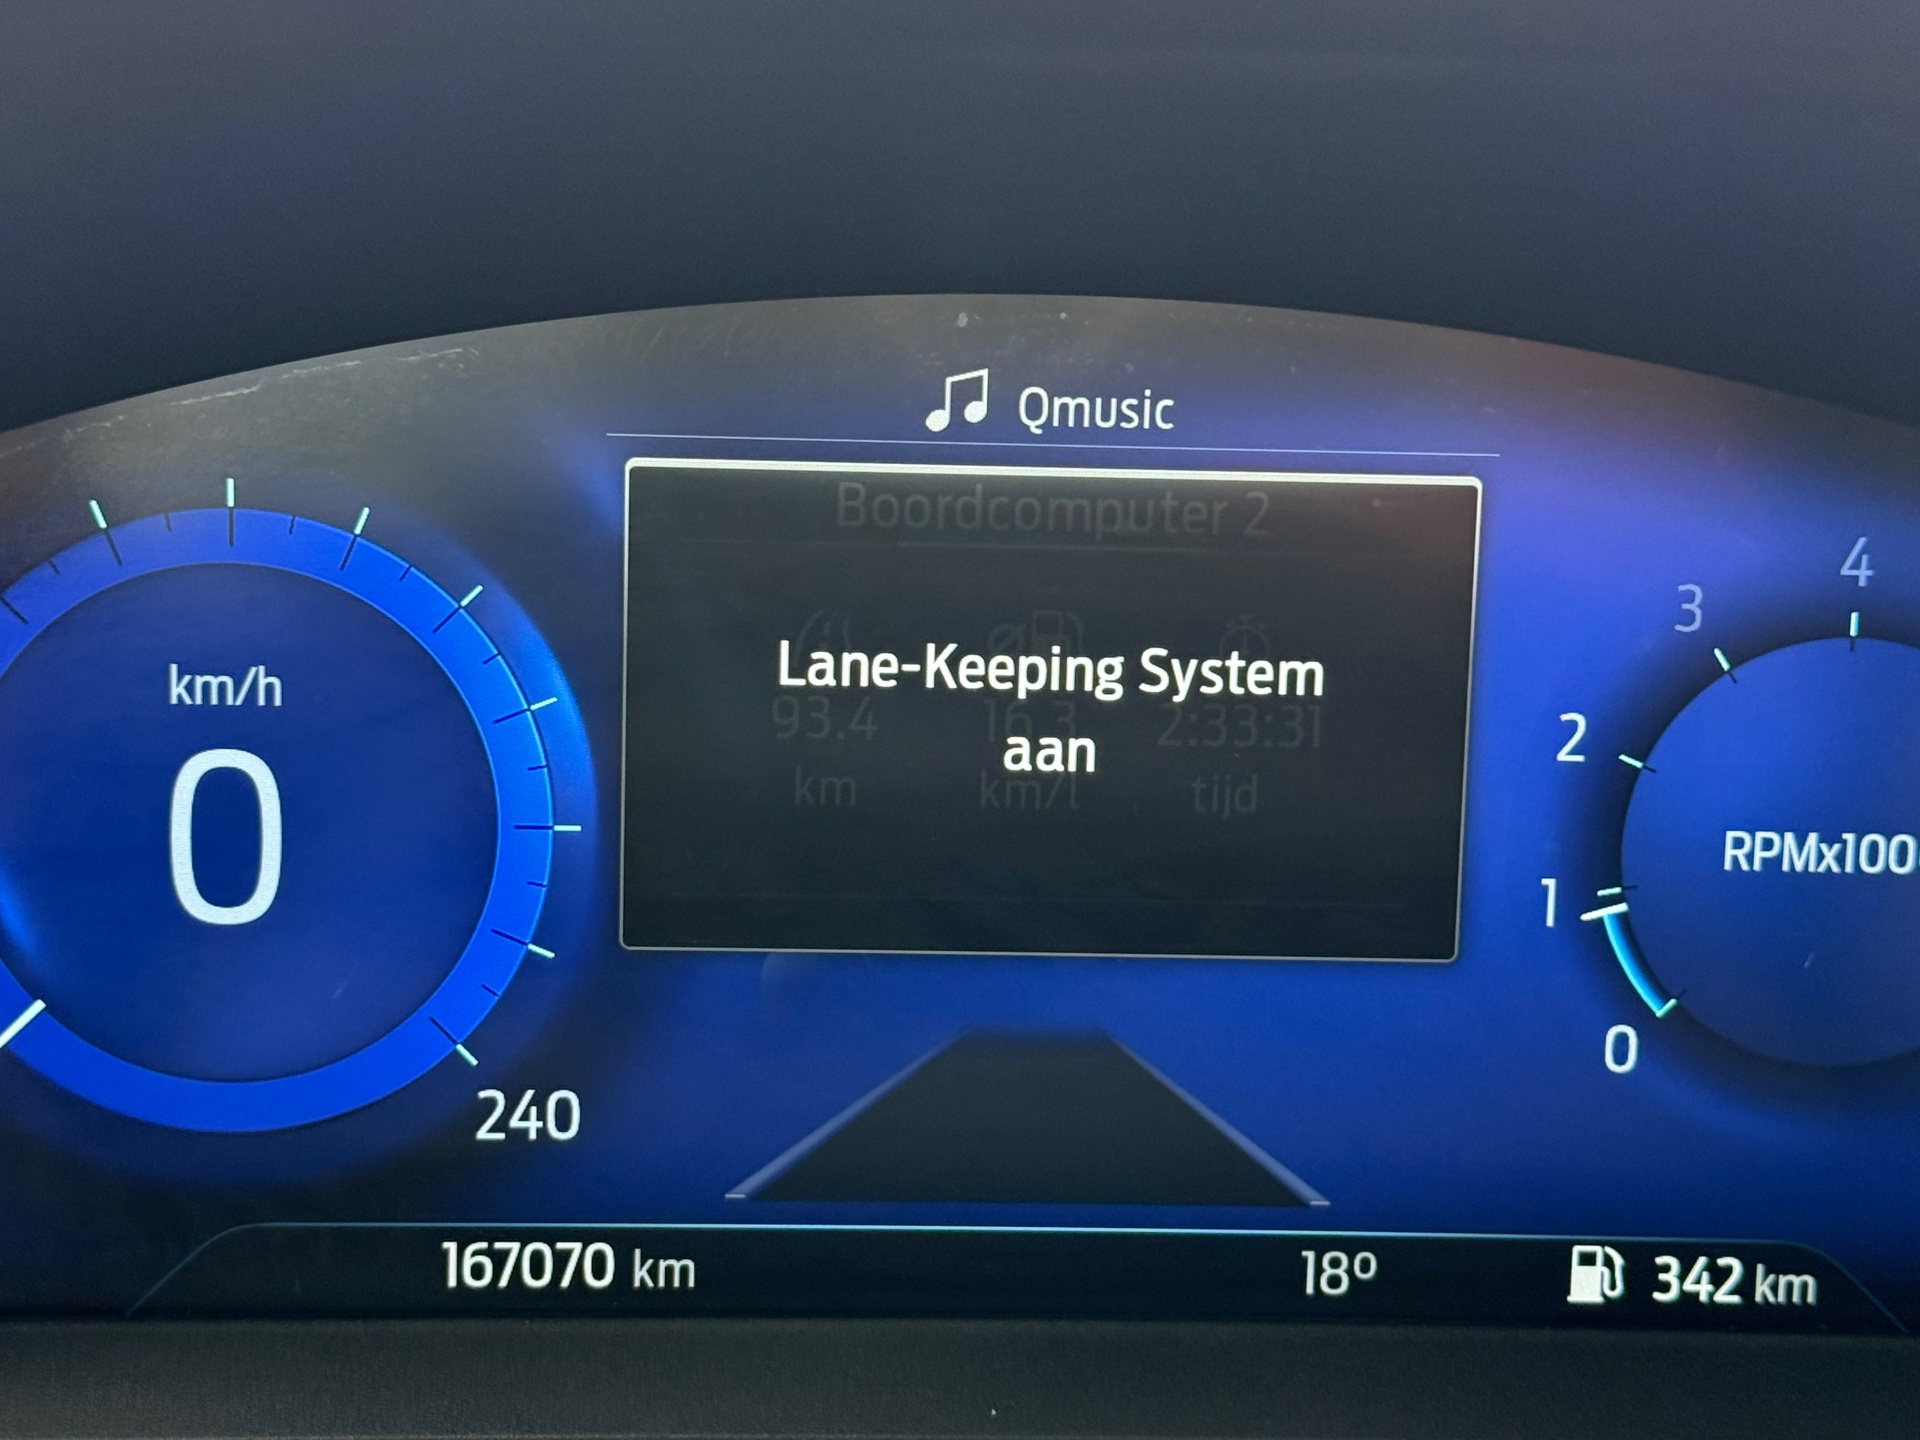 Qmusic
Boordcomputer 2
Lane-Keeping System
aan
93.4 16.3 2:33:31
km km/l tijd
km/h
0
240
4
3
2
1
0
RPMx100
167070 km 18º 342 km